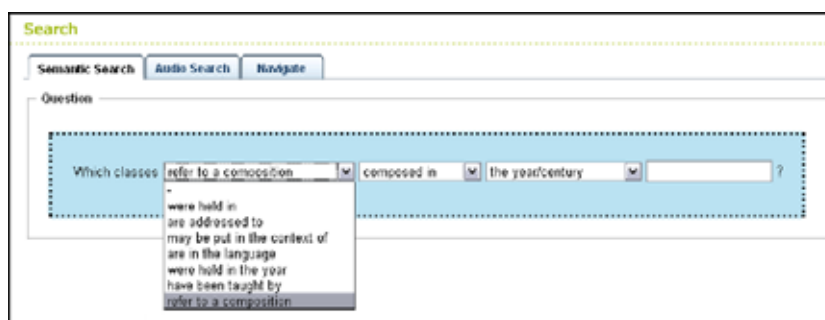 Search
Semantic Search Audio Search Navigate
Question
Which classes refer to a composition composed in the year/century ?
-
were held in
are addressed to
may be put in the context of
are in the language
were held in the year
have been taught by
refer to a composition